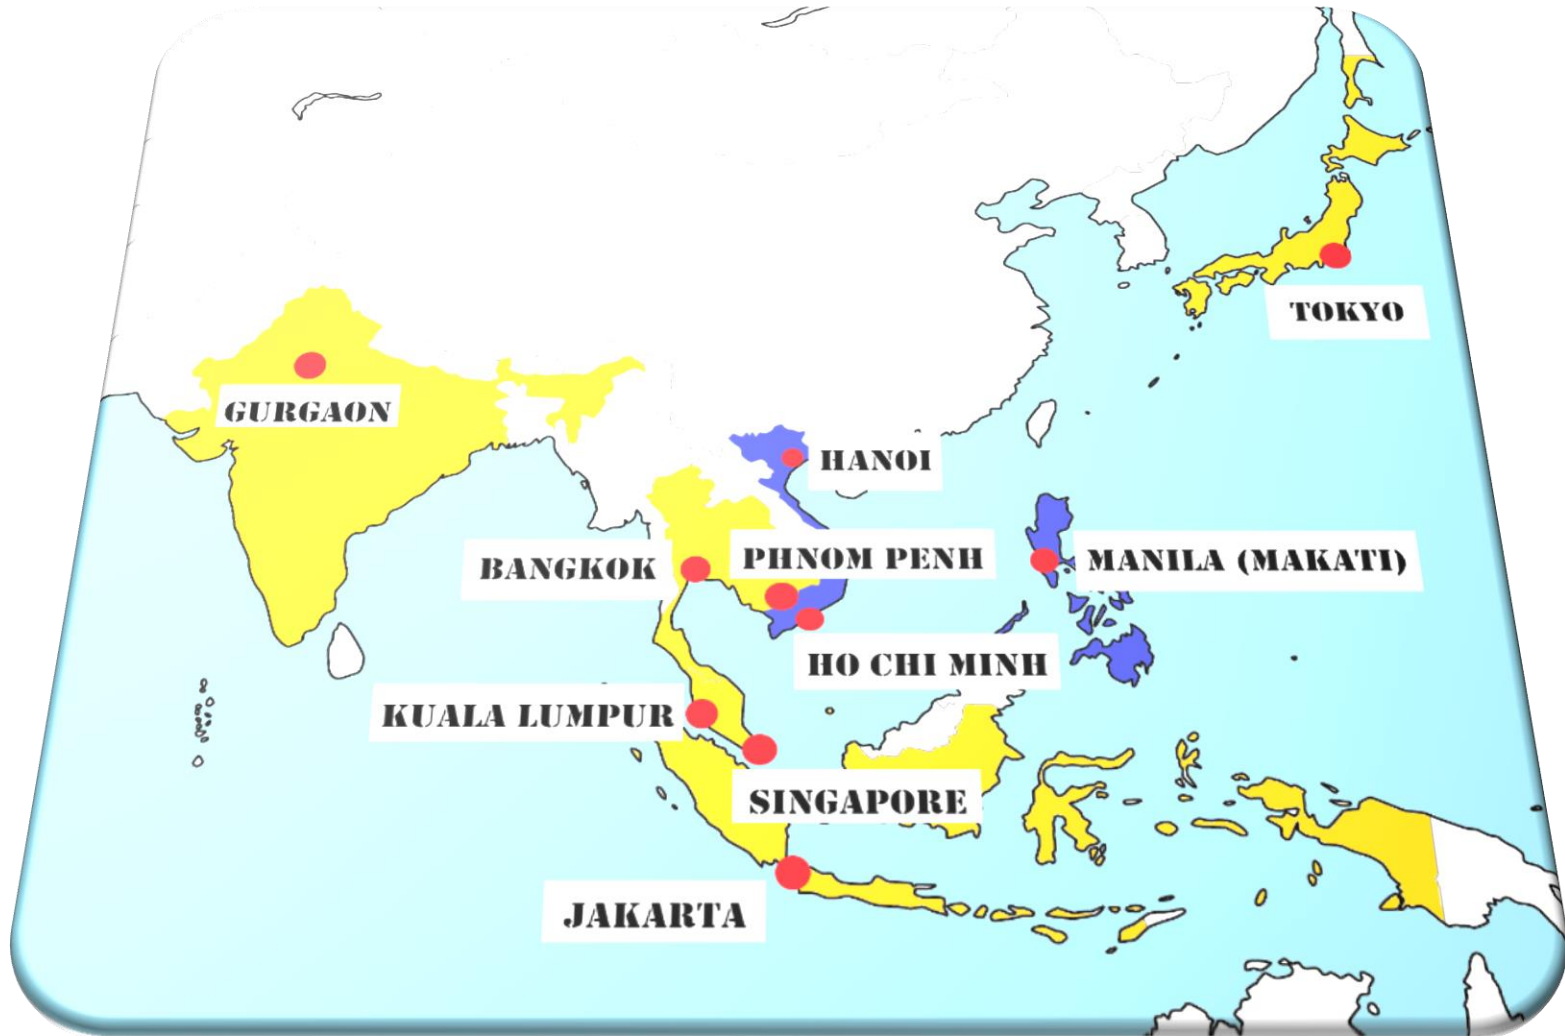 TOKYO
GURGAON
HANOI
BANGKOK
PHNOM PENH
MANILA (MAKATI)
HO CHI MINH
KUALA LUMPUR
SINGAPORE
JAKARTA